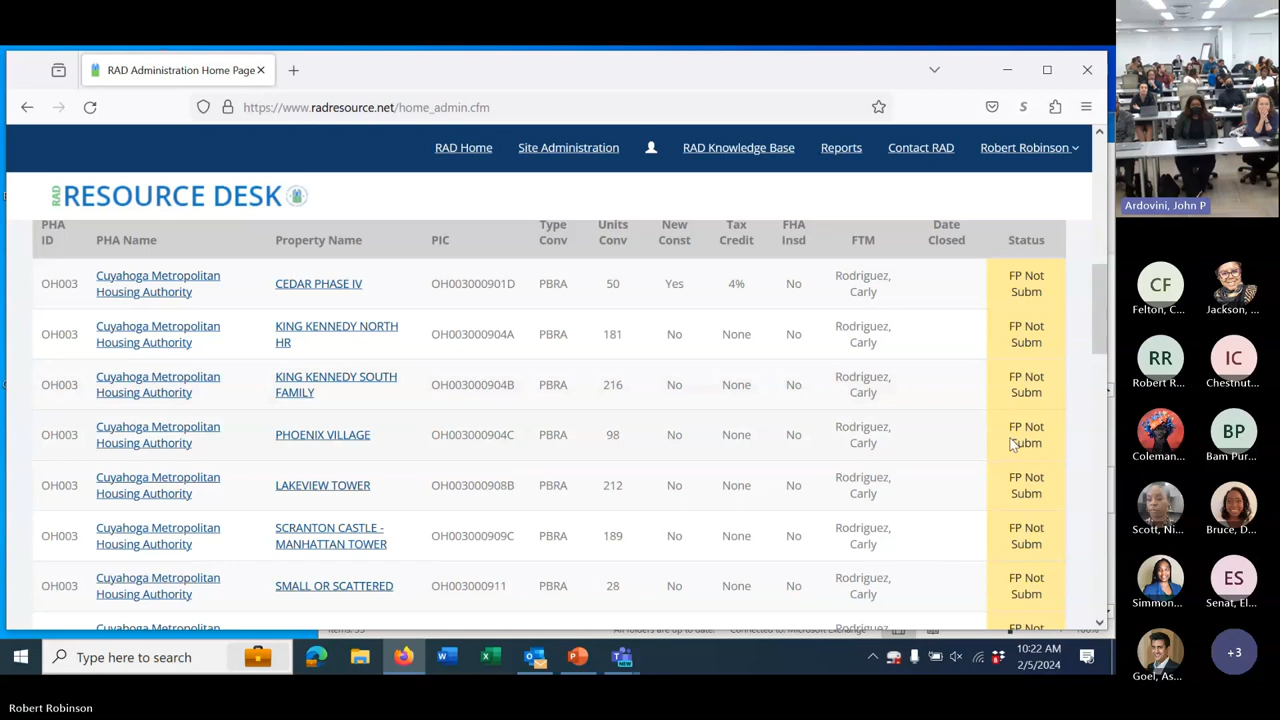 RAD Administration Home Page
https://www.radresource.net/home_admin.cfm
RAD Home Site Administration RAD Knowledge Base Reports Contact RAD Robert Robinson
RAD RESOURCE DESK
PHA ID PHA Name Property Name PIC Type Conv Units Conv New Const Tax Credit FHA Insd FTM Date Closed Status
OH003 Cuyahoga Metropolitan Housing Authority CEDAR PHASE IV OH003000901D PBRA 50 Yes 4% No Rodriguez, Carly FP Not Subm
OH003 Cuyahoga Metropolitan Housing Authority KING KENNEDY NORTH HR OH003000904A PBRA 181 No None No Rodriguez, Carly FP Not Subm
OH003 Cuyahoga Metropolitan Housing Authority KING KENNEDY SOUTH FAMILY OH003000904B PBRA 216 No None No Rodriguez, Carly FP Not Subm
OH003 Cuyahoga Metropolitan Housing Authority PHOENIX VILLAGE OH003000904C PBRA 98 No None No Rodriguez, Carly FP Not Subm
OH003 Cuyahoga Metropolitan Housing Authority LAKEVIEW TOWER OH003000908B PBRA 212 No None No Rodriguez, Carly FP Not Subm
OH003 Cuyahoga Metropolitan Housing Authority SCRANTON CASTLE - MANHATTAN TOWER OH003000909C PBRA 189 No None No Rodriguez, Carly FP Not Subm
OH003 Cuyahoga Metropolitan Housing Authority SMALL OR SCATTERED OH003000911 PBRA 28 No None No Rodriguez, Carly FP Not Subm
Cuyahoga Metropolitan Rodriguez, FP Not
Type here to search
10:22 AM
2/5/2024
Robert Robinson
Ardovini, John P
CF
Felton, C... Jackson, ...
RR IC
Robert R... Chestnut...
BP
Coleman... Bam Pur...
Scott, Ni... Bruce, D...
ES
Simmon... Senat, El...
+3
Goel, As...